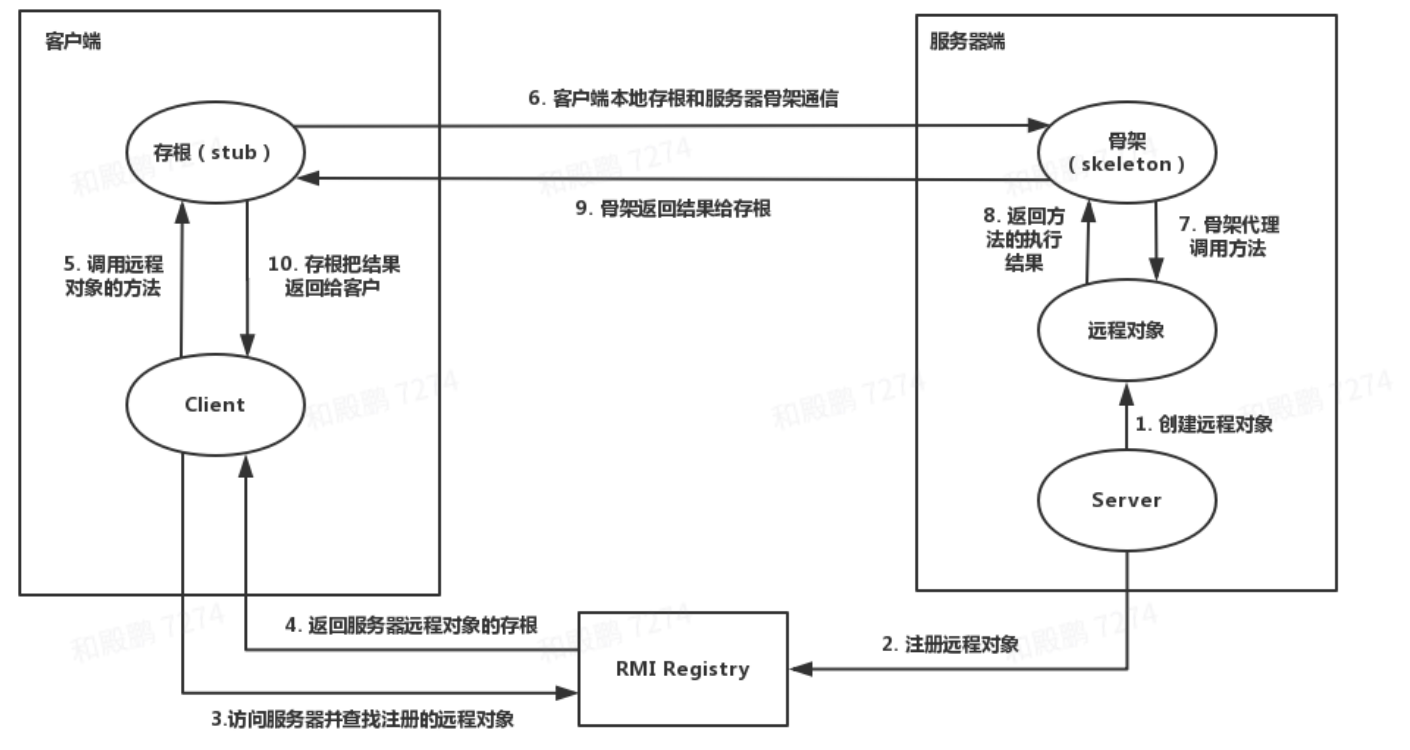 客户端
服务器端
6. 客户端本地存根和服务器骨架通信
存根（stub）
骨架
（skeleton）
9. 骨架返回结果给存根
5. 调用远程
对象的方法
10. 存根把结果
返回给客户
8. 返回方
法的执行
结果
7. 骨架代理
调用方法
远程对象
Client
1. 创建远程对象
Server
4. 返回服务器远程对象的存根
2. 注册远程对象
RMI Registry
3.访问服务器并查找注册的远程对象
和殿鹏 7274
和殿鹏 7274
和殿鹏 7274
和殿鹏 7274
和殿鹏 7274
和殿鹏 7274
和殿鹏 7274
和殿鹏 7274
和殿鹏 7274